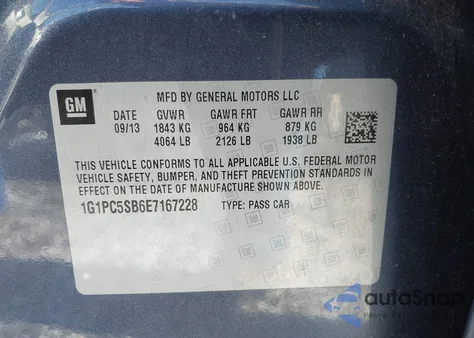 GM
MFD BY GENERAL MOTORS LLC
DATE GVWR GAWR FRT GAWR RR
09/13 1843 KG 964 KG 879 KG
4064 LB 2126 LB 1938 LB
THIS VEHICLE CONFORMS TO ALL APPLICABLE U.S. FEDERAL MOTOR
VEHICLE SAFETY, BUMPER, AND THEFT PREVENTION STANDARDS IN
EFFECT ON THE DATE OF MANUFACTURE SHOWN ABOVE.
1G1PC5SB6E7167228 TYPE: PASS CAR
autoSnap